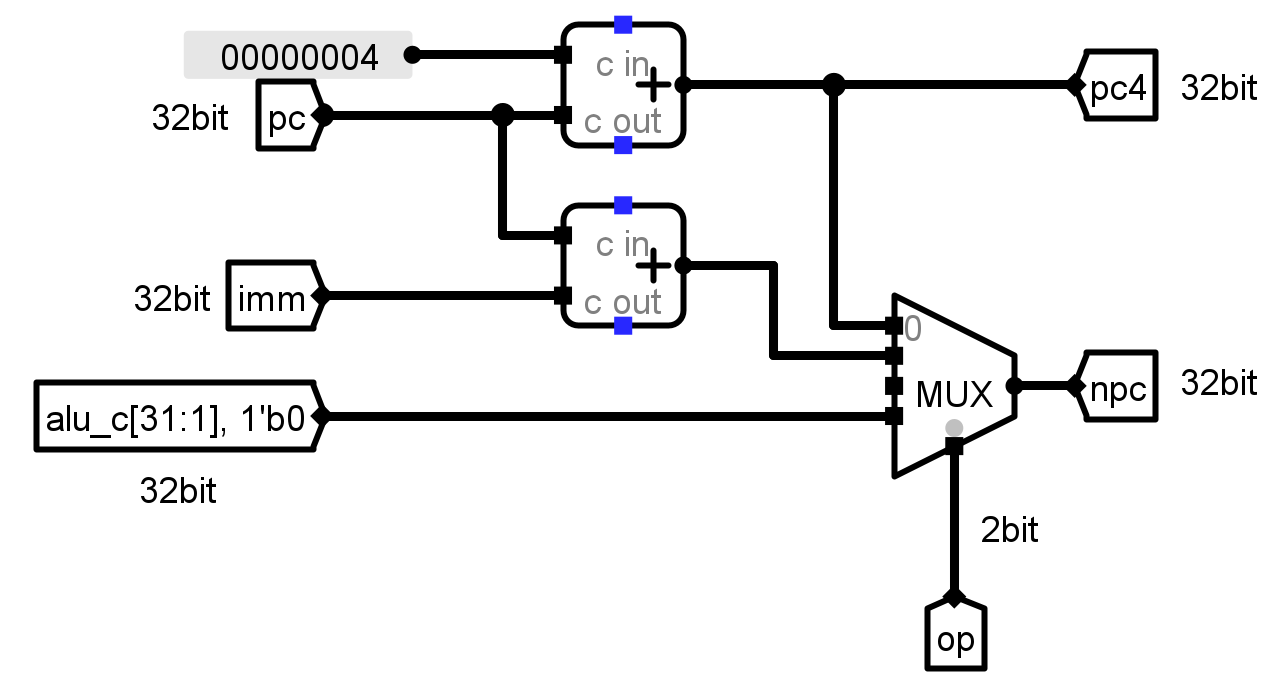 00000004
c in
32bit
pc
c out
pc4
32bit
c in
32bit
imm
c out
0
MUX
npc
32bit
alu_c[31:1], 1'b0
32bit
2bit
op